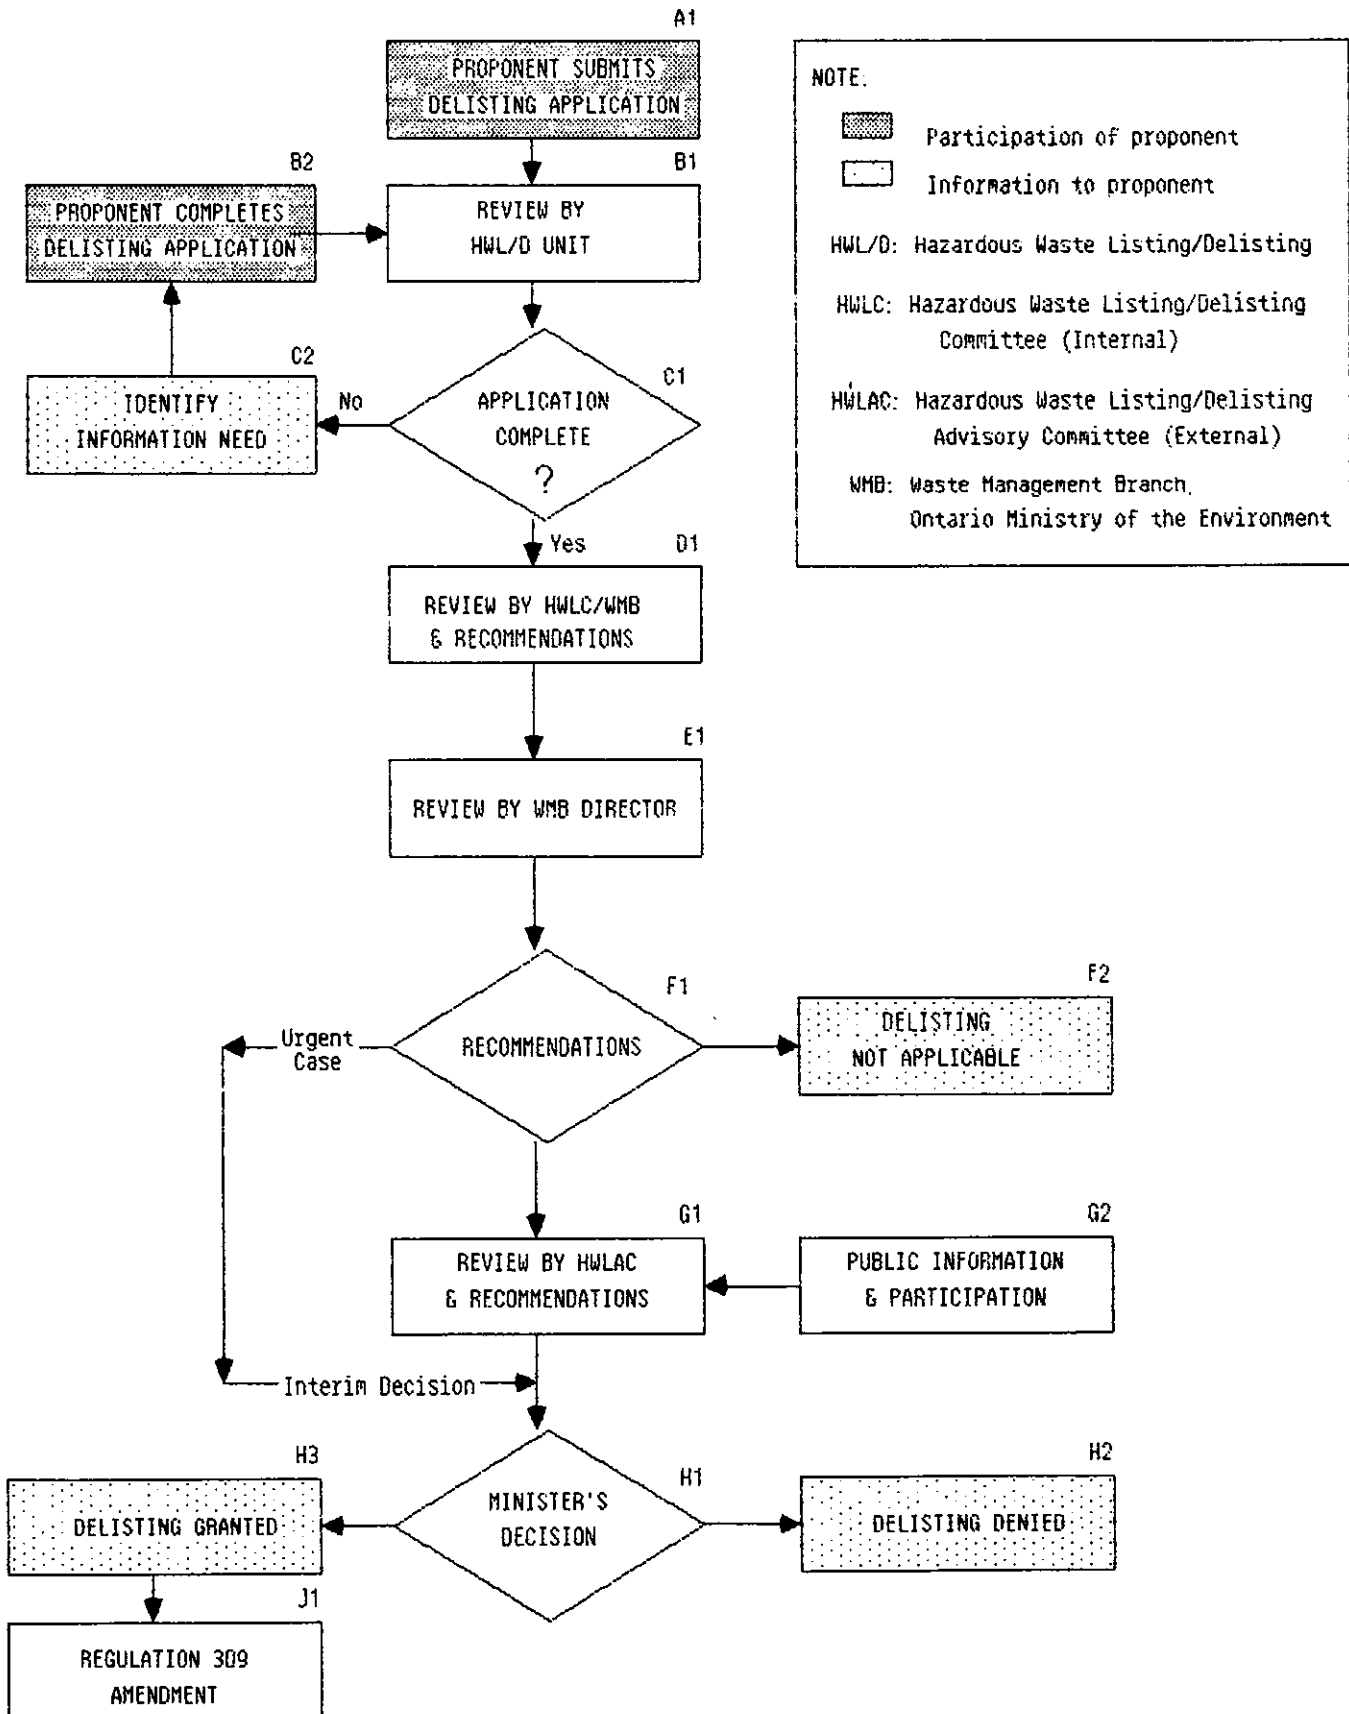 A1
PROPONENT SUBMITS
DELISTING APPLICATION
NOTE:
Participation of proponent
Information to proponent
HWL/D: Hazardous Waste Listing/Delisting
HWLC: Hazardous Waste Listing/Delisting
Committee (Internal)
HWLAC: Hazardous Waste Listing/Delisting
Advisory Committee (External)
WMB: Waste Management Branch,
Ontario Ministry of the Environment
B2
PROPONENT COMPLETES
DELISTING APPLICATION
B1
REVIEW BY
HWL/D UNIT
C2
IDENTIFY
INFORMATION NEED
No
C1
APPLICATION
COMPLETE
?
Yes
D1
REVIEW BY HWLC/WMB
& RECOMMENDATIONS
E1
REVIEW BY WMB DIRECTOR
F1
RECOMMENDATIONS
Urgent
Case
F2
DELISTING
NOT APPLICABLE
G1
REVIEW BY HWLAC
& RECOMMENDATIONS
G2
PUBLIC INFORMATION
& PARTICIPATION
Interim Decision
H3
DELISTING GRANTED
H1
MINISTER'S
DECISION
H2
DELISTING DENIED
J1
REGULATION 309
AMENDMENT